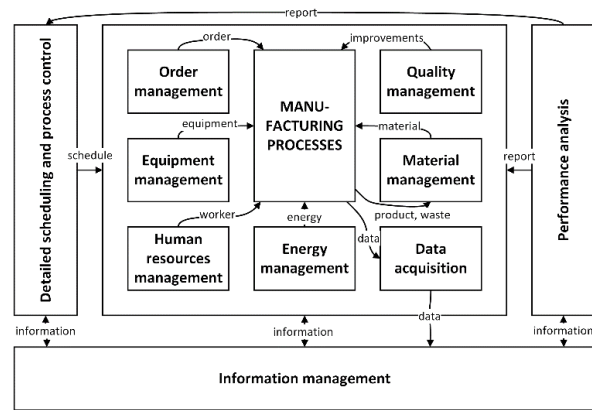 report
order
improvements
Order
management
MANU-
FACTURING
PROCESSES
Quality
management
Detailed scheduling and process control
Performance analysis
equipment
material
schedule
report
Equipment
management
Material
management
worker
energy
product, waste
data
Human
resources
management
Energy
management
Data
acquisition
information
information
data
information
Information management